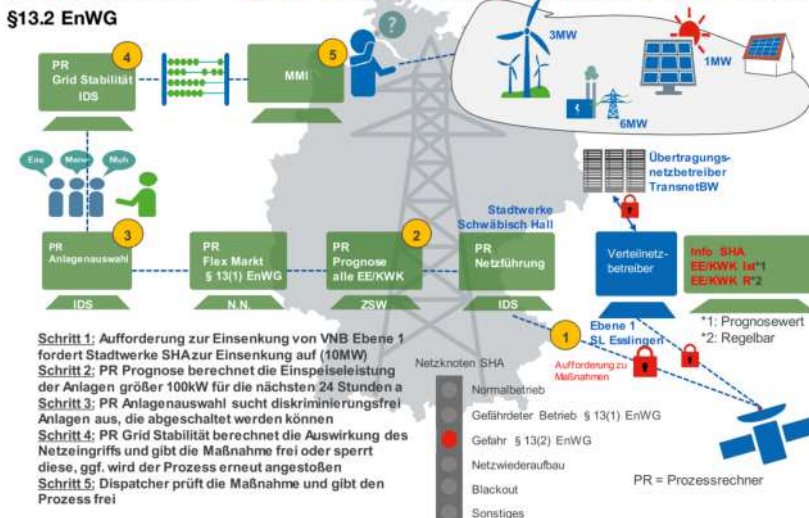 §13.2 EnWG
4
PR
Grid Stabilität
IDS
5
MMI
?
3MW
1MW
6MW
Ene
Mene
Muh
Übertragungs-
netzbetreiber
TransnetBW
Stadtwerke
Schwäbisch Hall
3
PR
Anlagenauswahl
IDS
PR
Flex Markt
§ 13(1) EnWG
N.N.
2
PR
Prognose
alle EE/KWK
ZSW
PR
Netzführung
IDS
Verteilnetz-
betreiber
Info SHA
EE/KWK Ist*1
EE/KWK R*2
*1: Prognosewert
*2: Regelbar
Ebene 1
SL Esslingen
1
Aufforderung zu
Maßnahmen
Schritt 1: Aufforderung zur Einsenkung von VNB Ebene 1
fordert Stadtwerke SHA zur Einsenkung auf (10MW)
Schritt 2: PR Prognose berechnet die Einspeiseleistung
der Anlagen größer 100kW für die nächsten 24 Stunden a
Schritt 3: PR Anlagenauswahl sucht diskriminierungsfrei
Anlagen aus, die abgeschaltet werden können
Schritt 4: PR Grid Stabilität berechnet die Auswirkung des
Netzeingriffs und gibt die Maßnahme frei oder sperrt
diese, ggf. wird der Prozess erneut angestoßen
Schritt 5: Dispatcher prüft die Maßnahme und gibt den
Prozess frei
Netzknoten SHA
Normalbetrieb
Gefährdeter Betrieb § 13(1) EnWG
Gefahr § 13(2) EnWG
Netzwiederaufbau
Blackout
Sonstiges
PR = Prozessrechner